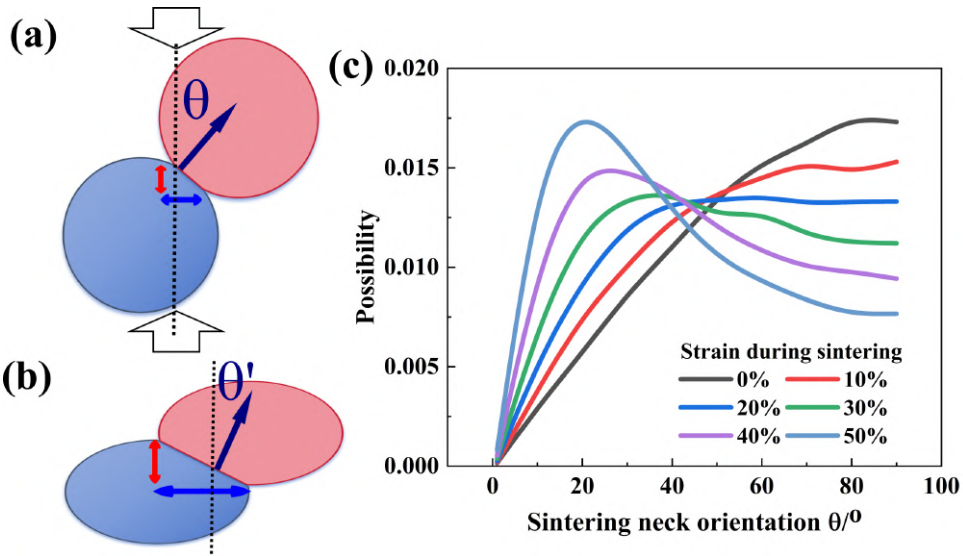 (a)
θ
(b)
θ'
(c)
0.020
0.015
0.010
0.005
0.000
Possibility
Strain during sintering
0% 10%
20% 30%
40% 50%
0 20 40 60 80 100
Sintering neck orientation θ/º